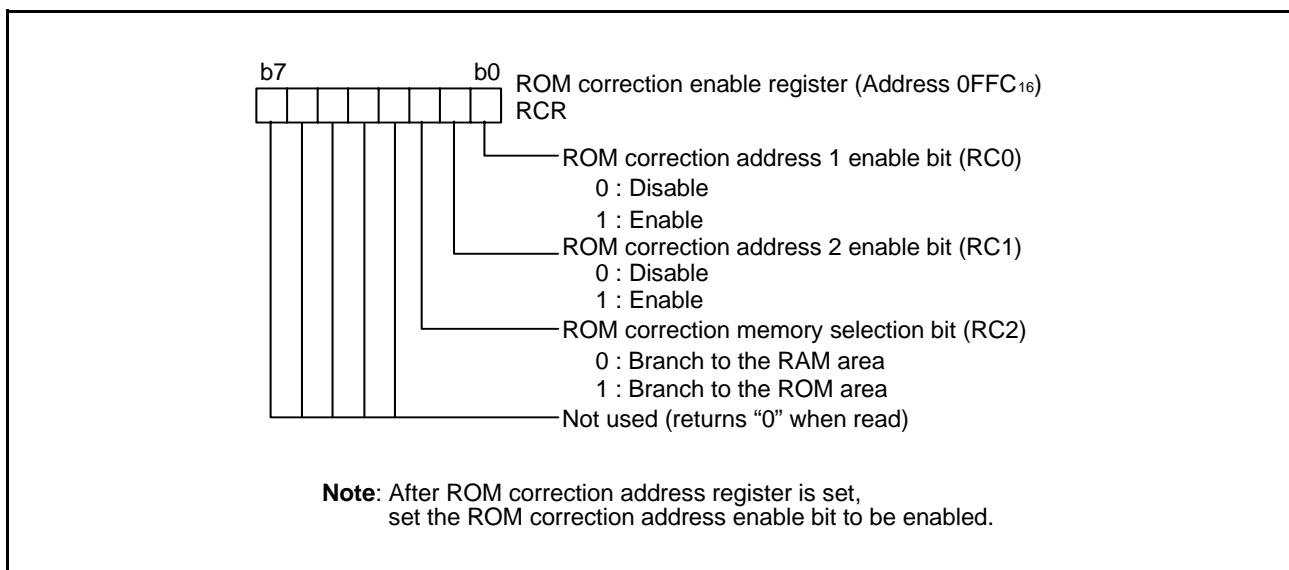 b7 b0
ROM correction enable register (Address 0FFC₁₆)
RCR
ROM correction address 1 enable bit (RC0)
0 : Disable
1 : Enable
ROM correction address 2 enable bit (RC1)
0 : Disable
1 : Enable
ROM correction memory selection bit (RC2)
0 : Branch to the RAM area
1 : Branch to the ROM area
Not used (returns “0” when read)
Note: After ROM correction address register is set,
set the ROM correction address enable bit to be enabled.